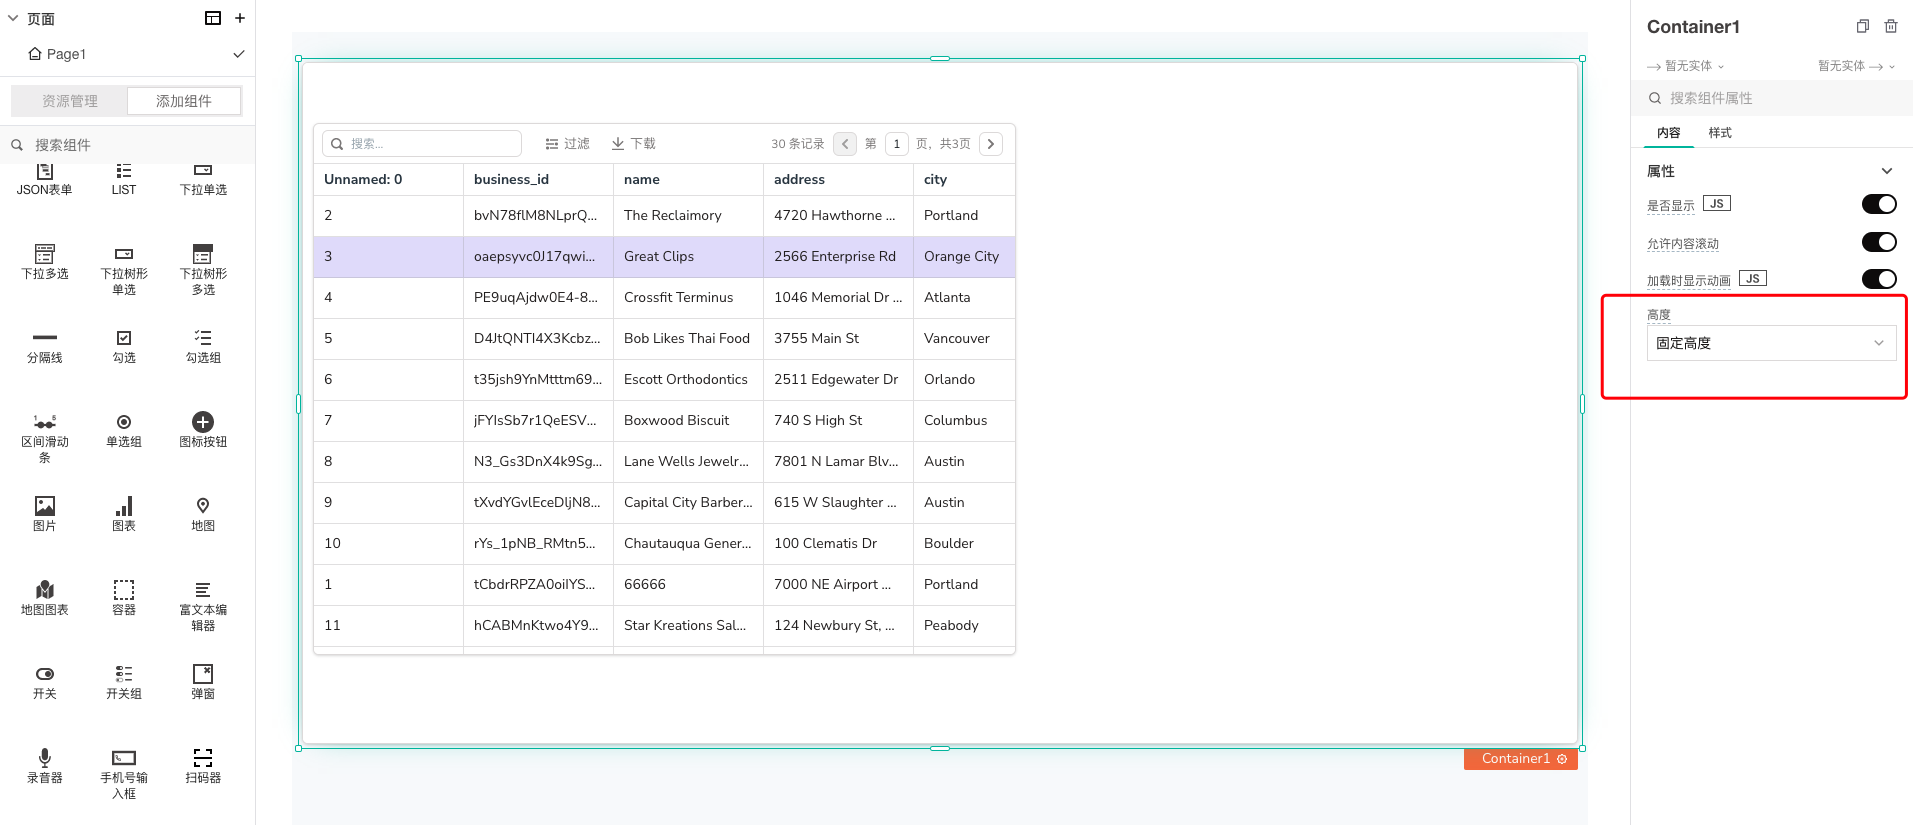 页面
Page1
资源管理
添加组件
搜索组件
JSON表单
LIST
下拉单选
下拉多选
下拉树形
单选
下拉树形
多选
分隔线
勾选
勾选组
区间滑动
条
单选组
图标按钮
图片
图表
地图
地图图表
容器
富文本编
辑器
开关
开关组
弹窗
录音器
手机号输
入框
扫码器
搜索...
过滤
下载
30 条记录
第 1 页，共3页
Unnamed: 0 business_id name address city
2 bvN78flM8NLprQ... The Reclaimory 4720 Hawthorne ... Portland
3 oaepsyvc0J17qwi... Great Clips 2566 Enterprise Rd Orange City
4 PE9uqAjdw0E4-8... Crossfit Terminus 1046 Memorial Dr ... Atlanta
5 D4JtQNTI4X3Kcbz... Bob Likes Thai Food 3755 Main St Vancouver
6 t35jsh9YnMtttm69... Escott Orthodontics 2511 Edgewater Dr Orlando
7 jFYIsSb7r1QeESV... Boxwood Biscuit 740 S High St Columbus
8 N3_Gs3DnX4k9Sg... Lane Wells Jewelr... 7801 N Lamar Blv... Austin
9 tXvdYGvlEceDljN8... Capital City Barber... 615 W Slaughter ... Austin
10 rYs_1pNB_RMtn5... Chautauqua Gener... 100 Clematis Dr Boulder
1 tCbdrRPZA0oiIYS... 66666 7000 NE Airport ... Portland
11 hCABMnKtwo4Y9... Star Kreations Sal... 124 Newbury St, ... Peabody
Container1
Container1
暂无实体
暂无实体
搜索组件属性
内容
样式
属性
是否显示 JS
允许内容滚动
加载时显示动画 JS
高度
固定高度